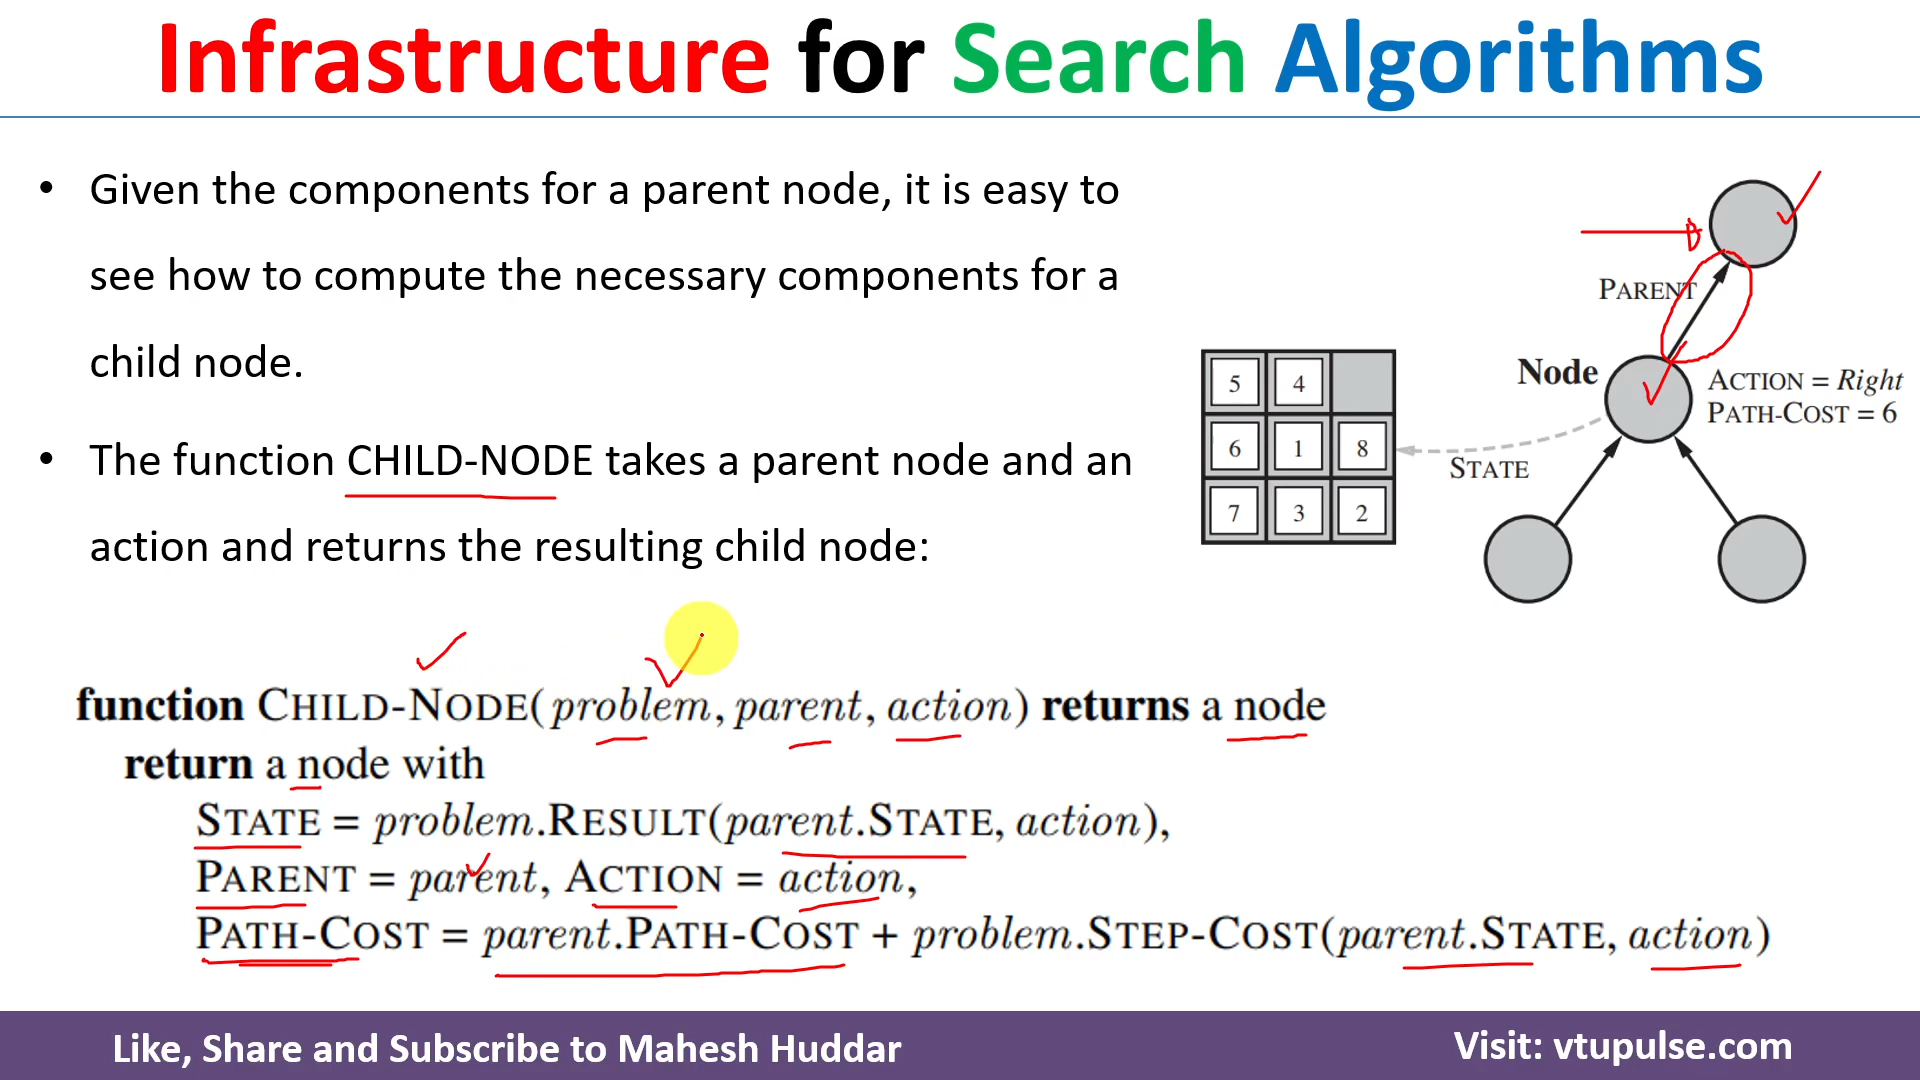 Infrastructure for Search Algorithms
• Given the components for a parent node, it is easy to
see how to compute the necessary components for a
child node.
• The function CHILD-NODE takes a parent node and an
action and returns the resulting child node:
PARENT
Node
ACTION = Right
PATH-COST = 6
STATE
5 4
6 1 8
7 3 2
function CHILD-NODE(problem, parent, action) returns a node
return a node with
STATE = problem.RESULT(parent.STATE, action),
PARENT = parent, ACTION = action,
PATH-COST = parent.PATH-COST + problem.STEP-COST(parent.STATE, action)
Like, Share and Subscribe to Mahesh Huddar
Visit: vtupulse.com